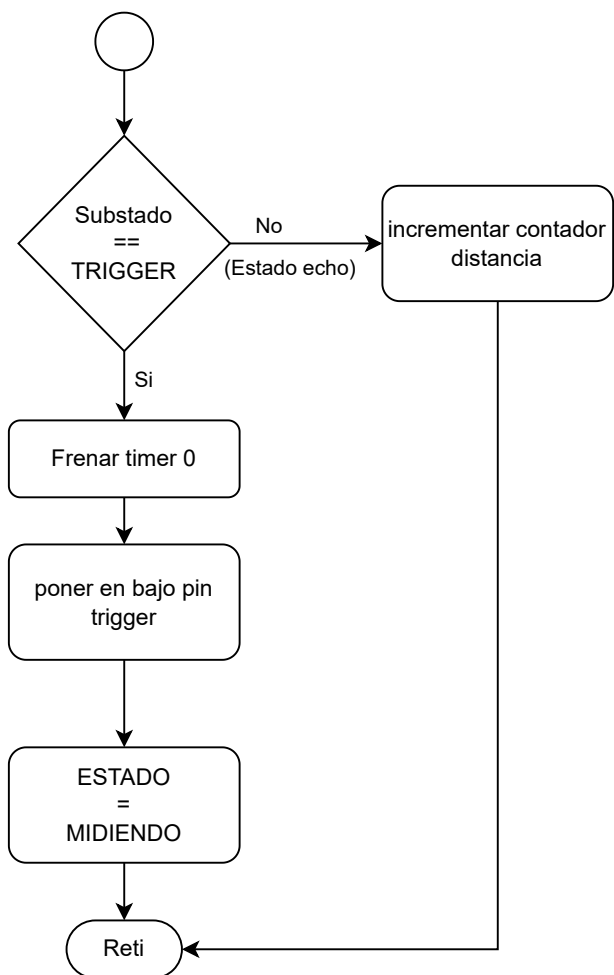 Substado
==
TRIGGER
No
(Estado echo)
incrementar contador
distancia
Si
Frenar timer 0
poner en bajo pin
trigger
ESTADO
=
MIDIENDO
Reti